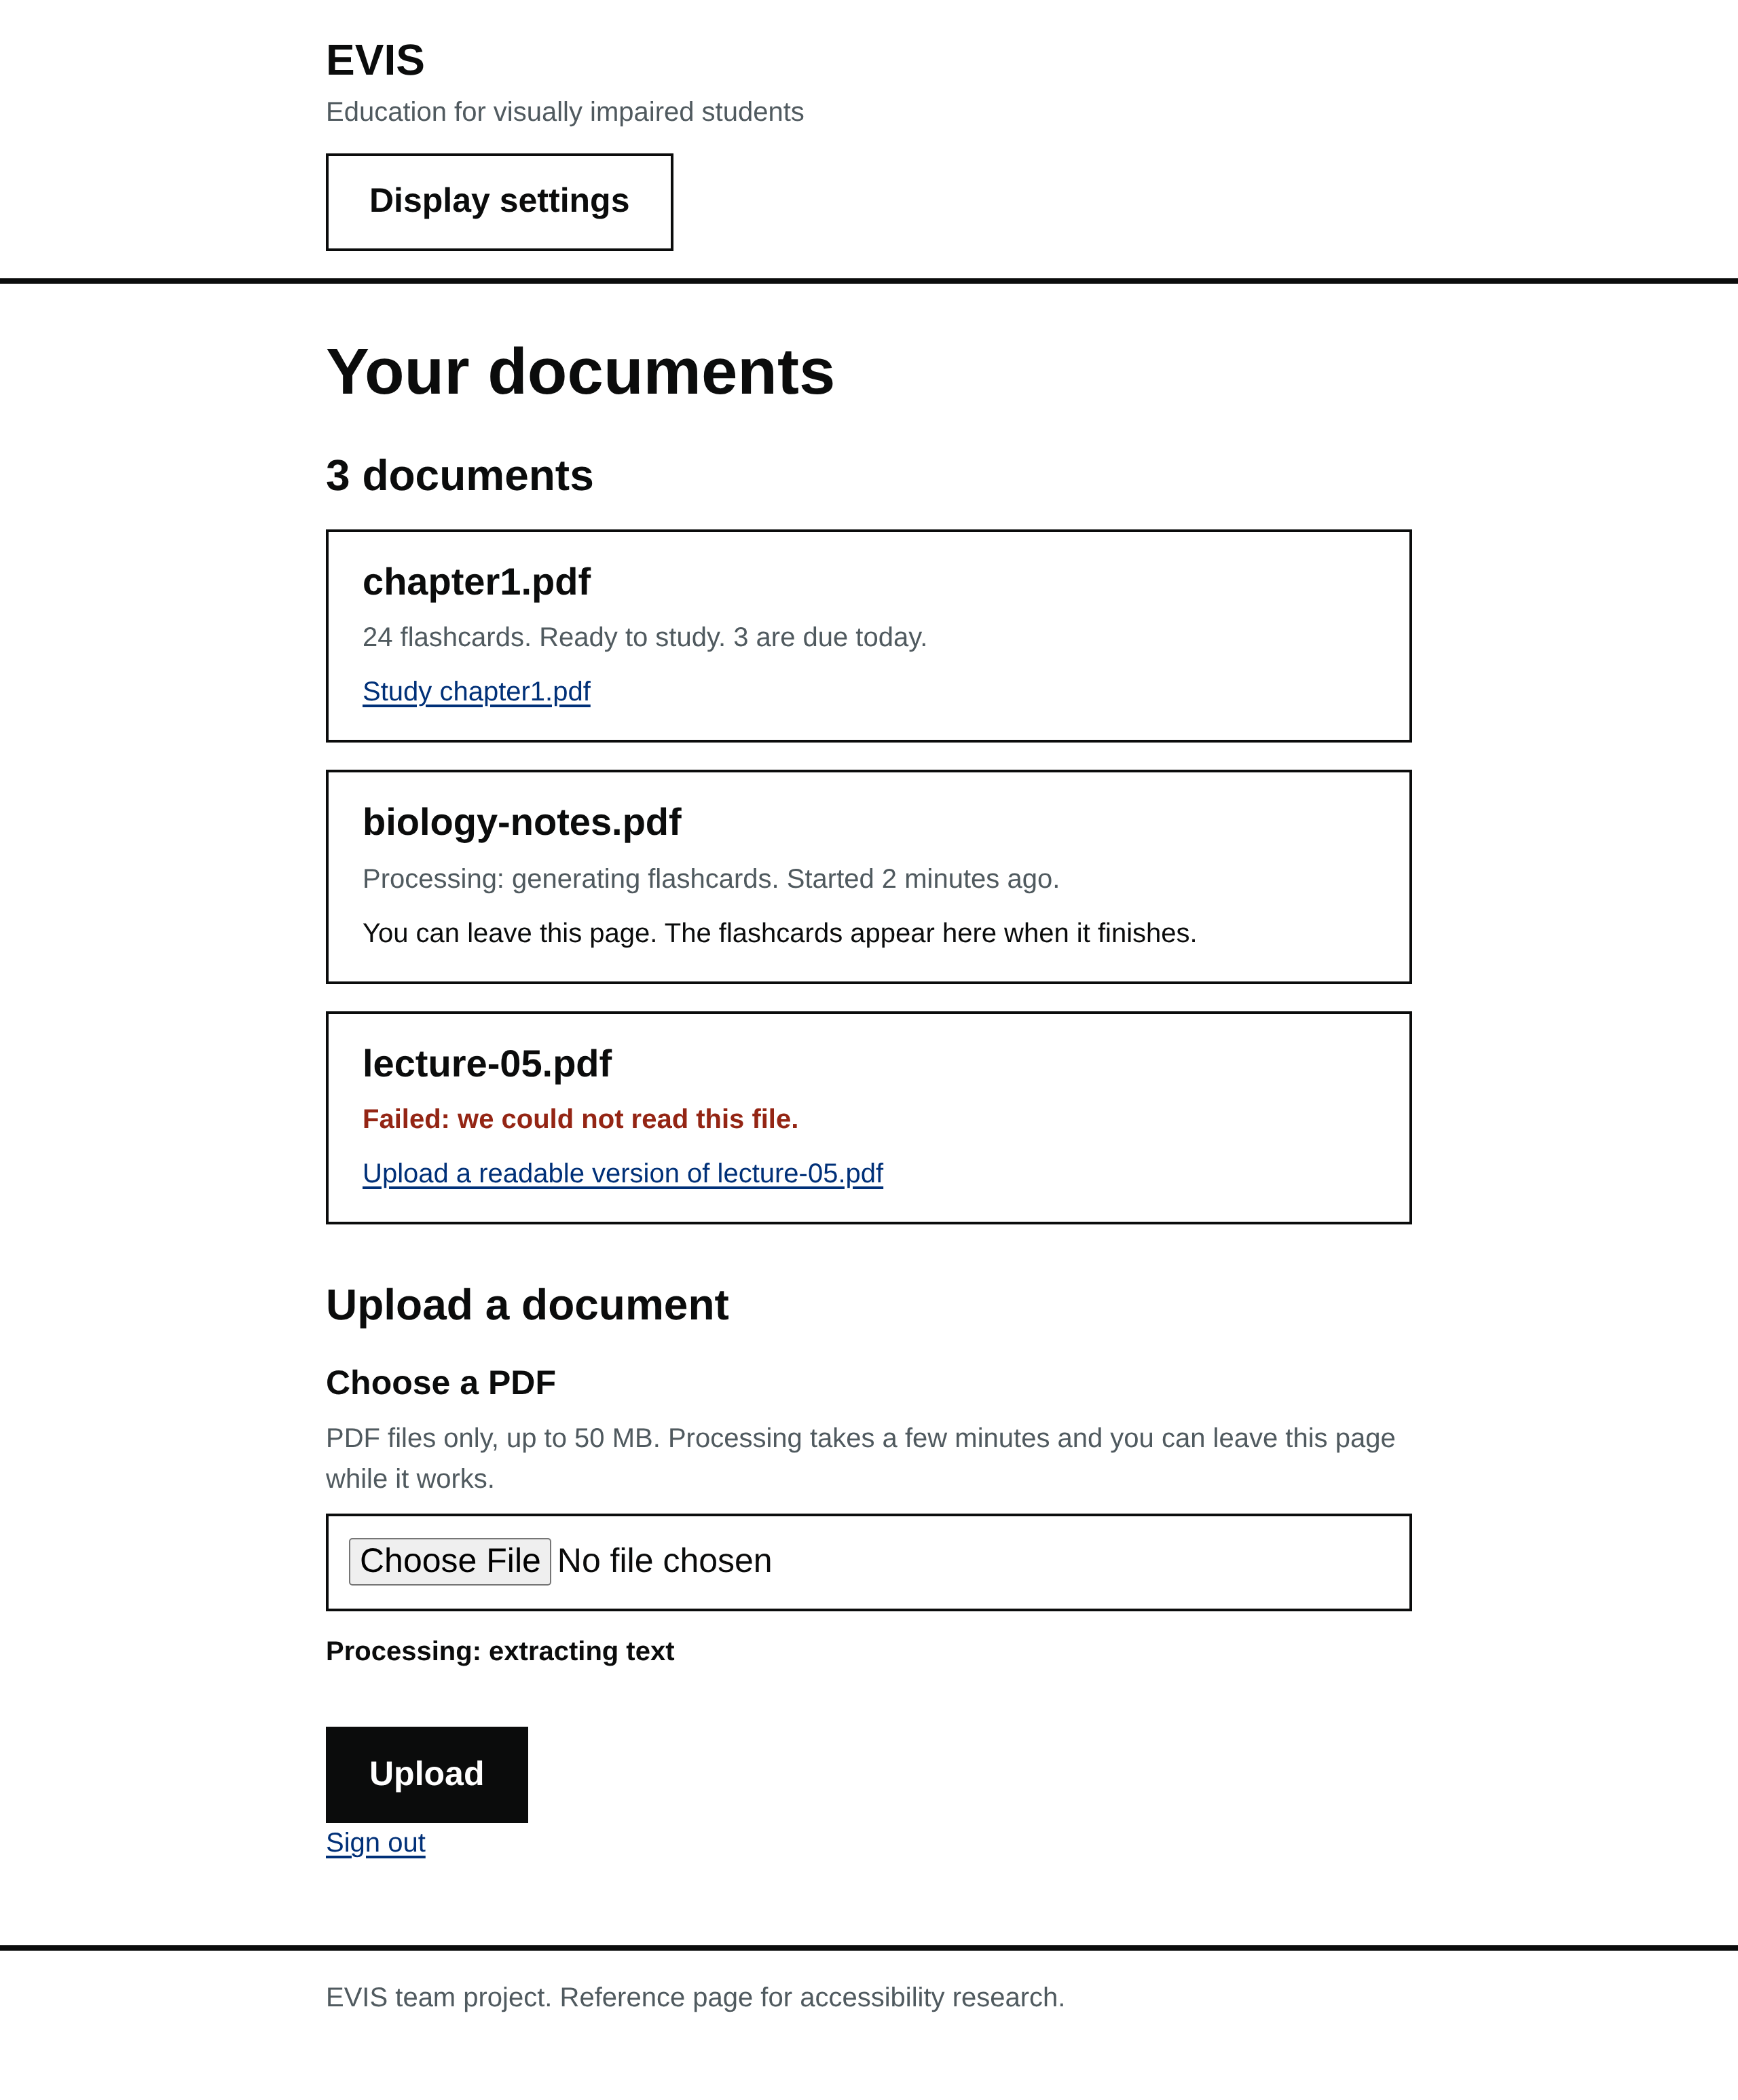 EVIS
Education for visually impaired students
Display settings
Your documents
3 documents
chapter1.pdf
24 flashcards. Ready to study. 3 are due today.
Study chapter1.pdf
biology-notes.pdf
Processing: generating flashcards. Started 2 minutes ago.
You can leave this page. The flashcards appear here when it finishes.
lecture-05.pdf
Failed: we could not read this file.
Upload a readable version of lecture-05.pdf
Upload a document
Choose a PDF
PDF files only, up to 50 MB. Processing takes a few minutes and you can leave this page
while it works.
Choose File No file chosen
Processing: extracting text
Upload
Sign out
EVIS team project. Reference page for accessibility research.